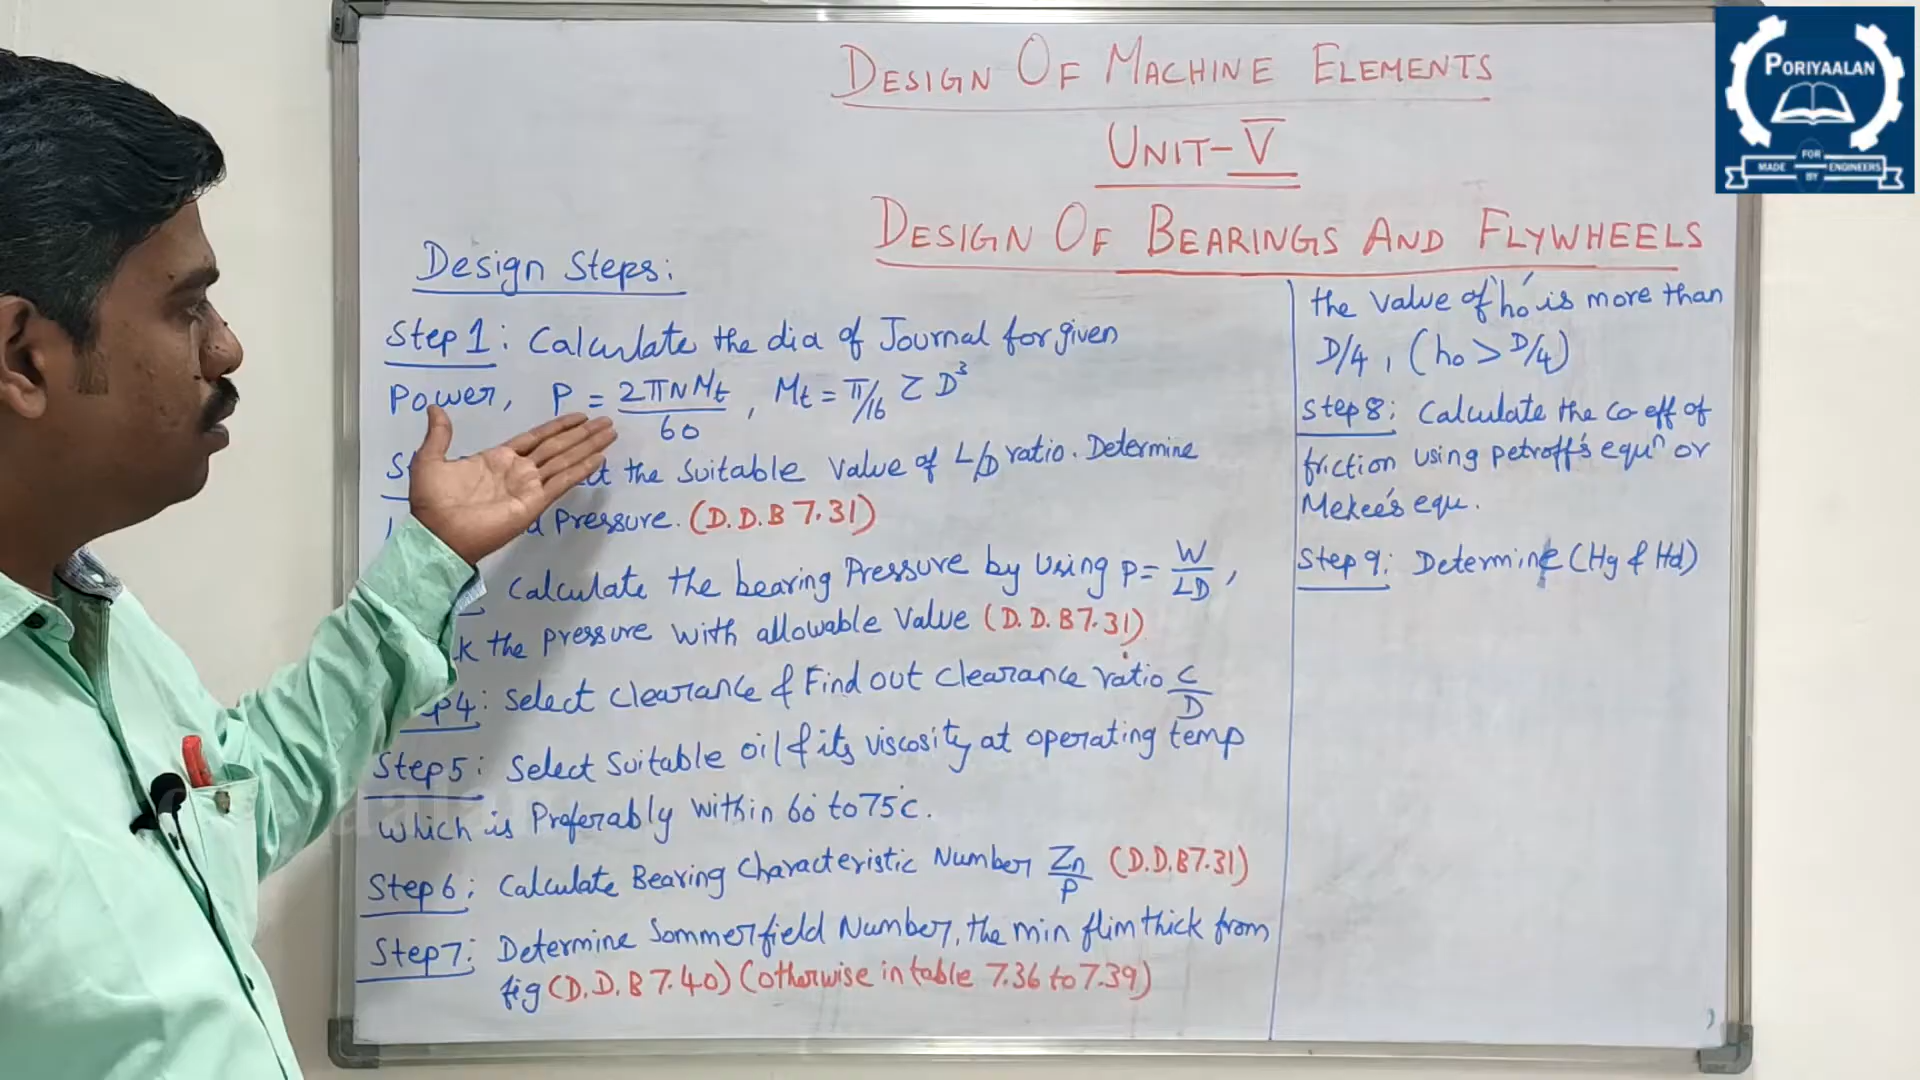 DESIGN OF MACHINE ELEMENTS
UNIT-V
DESIGN OF BEARINGS AND FLYWHEELS
Design Steps:
Step 1: Calculate the dia of Journal for given
Power, P = 2πNMt/60, Mt = π/16 τ D³
the Suitable Value of L/D ratio. Determine
Pressure. (D.D.B 7.31)
Calculate the bearing Pressure by Using P = W/LD,
the pressure with allowable Value (D.D.B 7.31)
4: Select Clearance & Find out Clearance ratio C/D
Step 5: Select Suitable oil & its viscosity at operating temp
which is Preferably within 60° to 75°c.
Step 6: Calculate Bearing Characteristic Number Zn/P (D.D.B 7.31)
Step 7: Determine Sommerfield Number, the min flim thick from
fig (D.D.B 7.40) (otherwise in table 7.36 to 7.39)
the Value of 'ho' is more than
D/4, (ho > D/4)
Step 8: Calculate the Co-eff of
friction using petroff's equⁿ or
Mekee's equ.
Step 9: Determine (Hg & Hd)
PORIYAALAN
MADE FOR ENGINEERS
BY